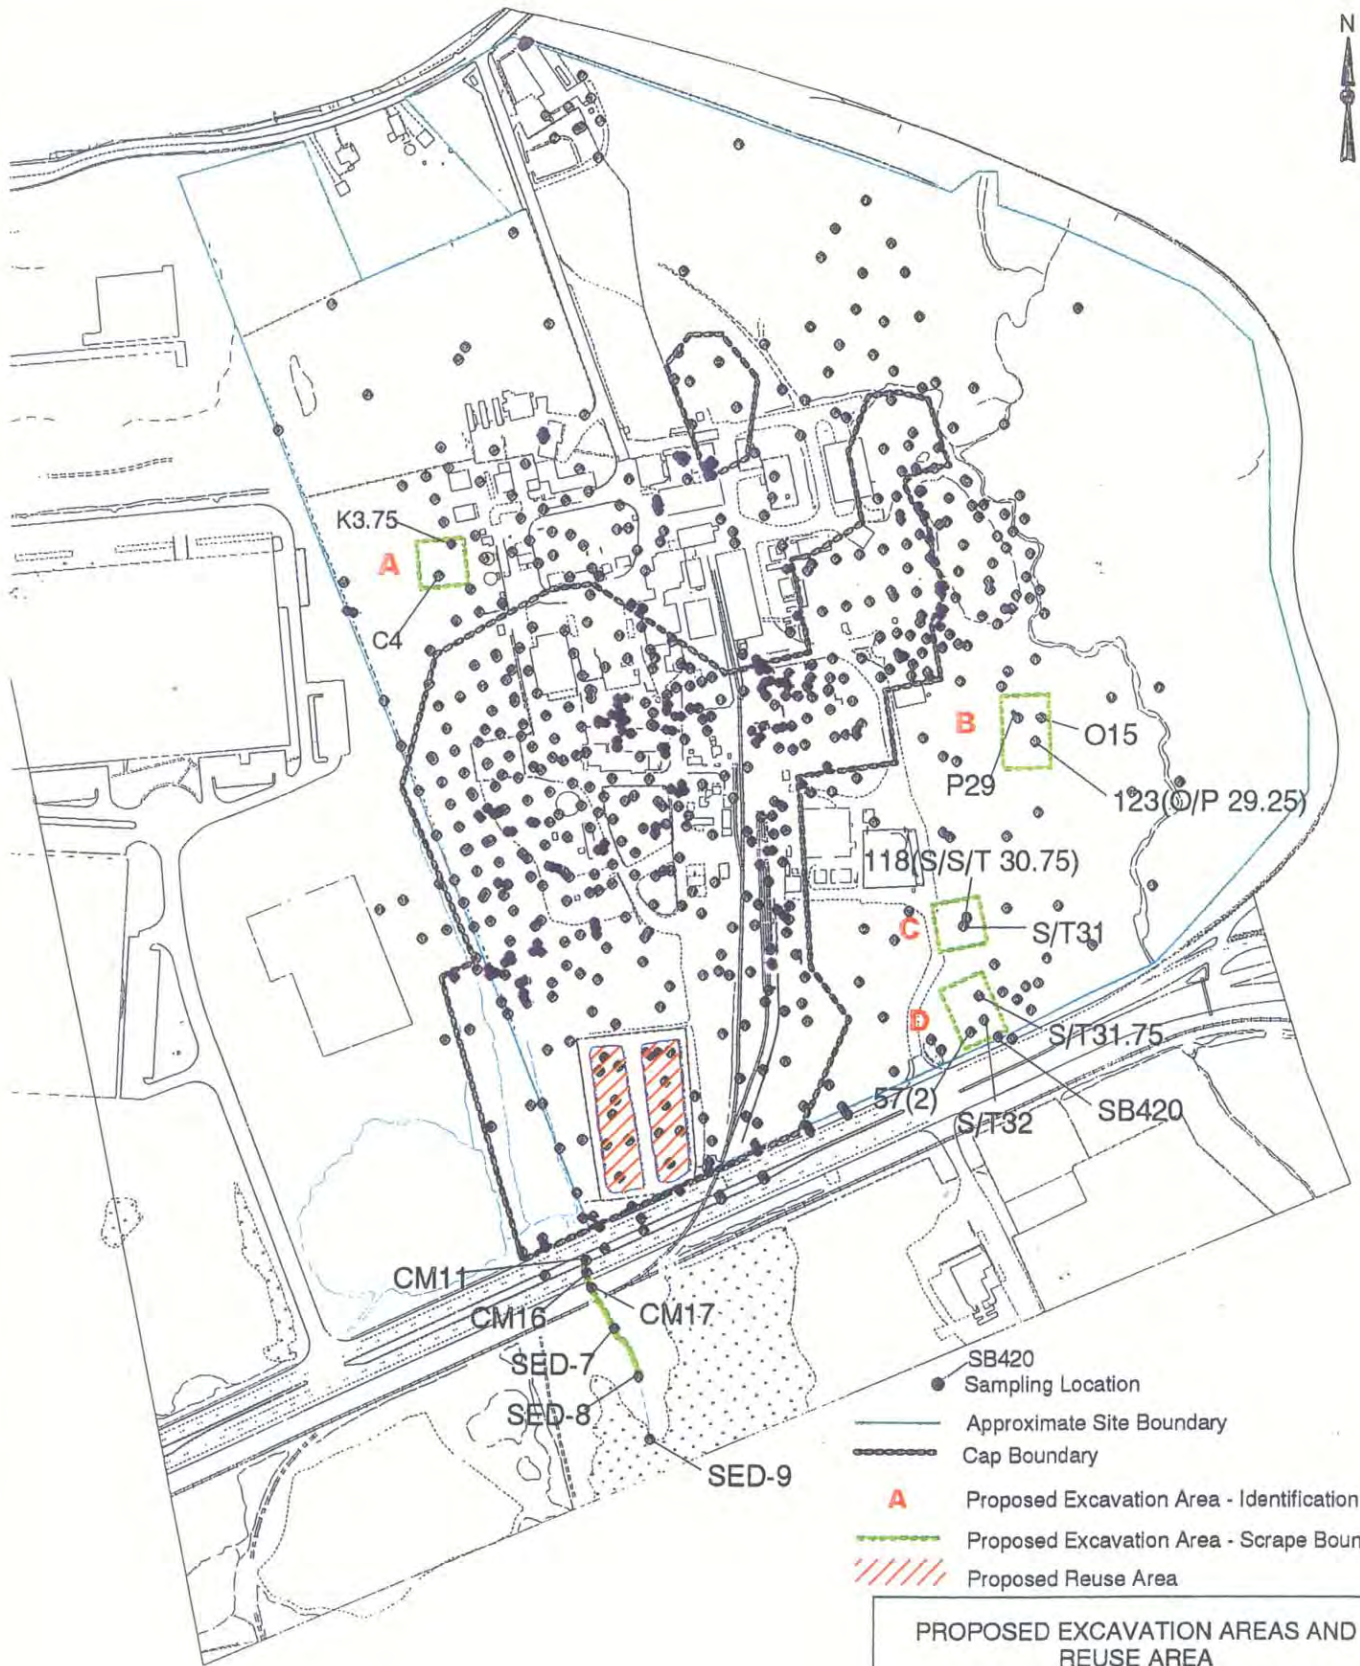 N
K3.75
A
C4
B
O15
P29
123(O/P 29.25)
118(S/S/T 30.75)
C
S/T31
D
S/T31.75
57(2)
S/T32
SB420
CM11
CM16
CM17
SED-7
SED-8
SED-9
SB420
Sampling Location
Approximate Site Boundary
Cap Boundary
A Proposed Excavation Area - Identification
Proposed Excavation Area - Scrape Boun
Proposed Reuse Area
PROPOSED EXCAVATION AREAS AND
REUSE AREA